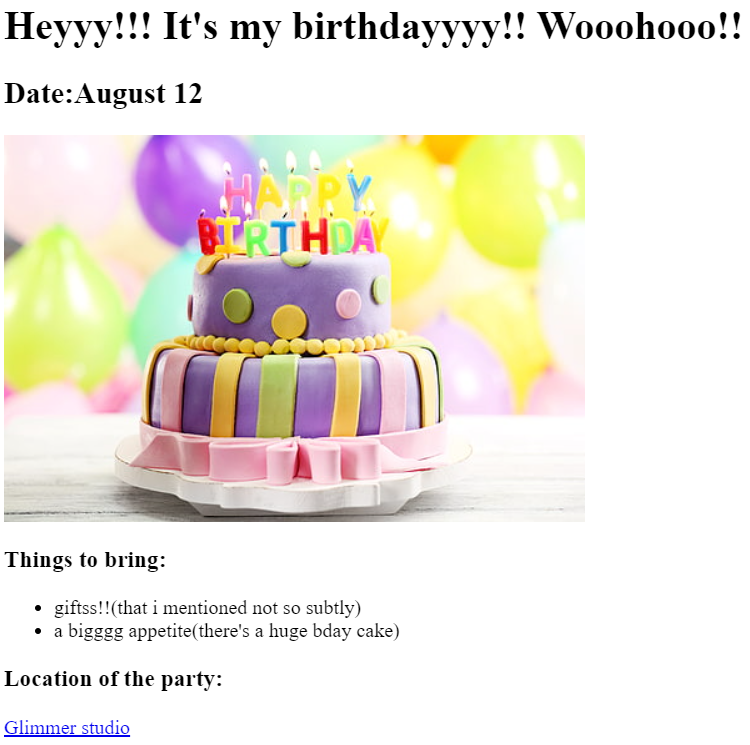 Heyyy!!! It's my birthdayyyy!! Wooohooo!!
Date:August 12
HAPPY
BIRTHDAY
Things to bring:
giftss!!(that i mentioned not so subtly)
a bigggg appetite(there's a huge bday cake)
Location of the party:
Glimmer studio